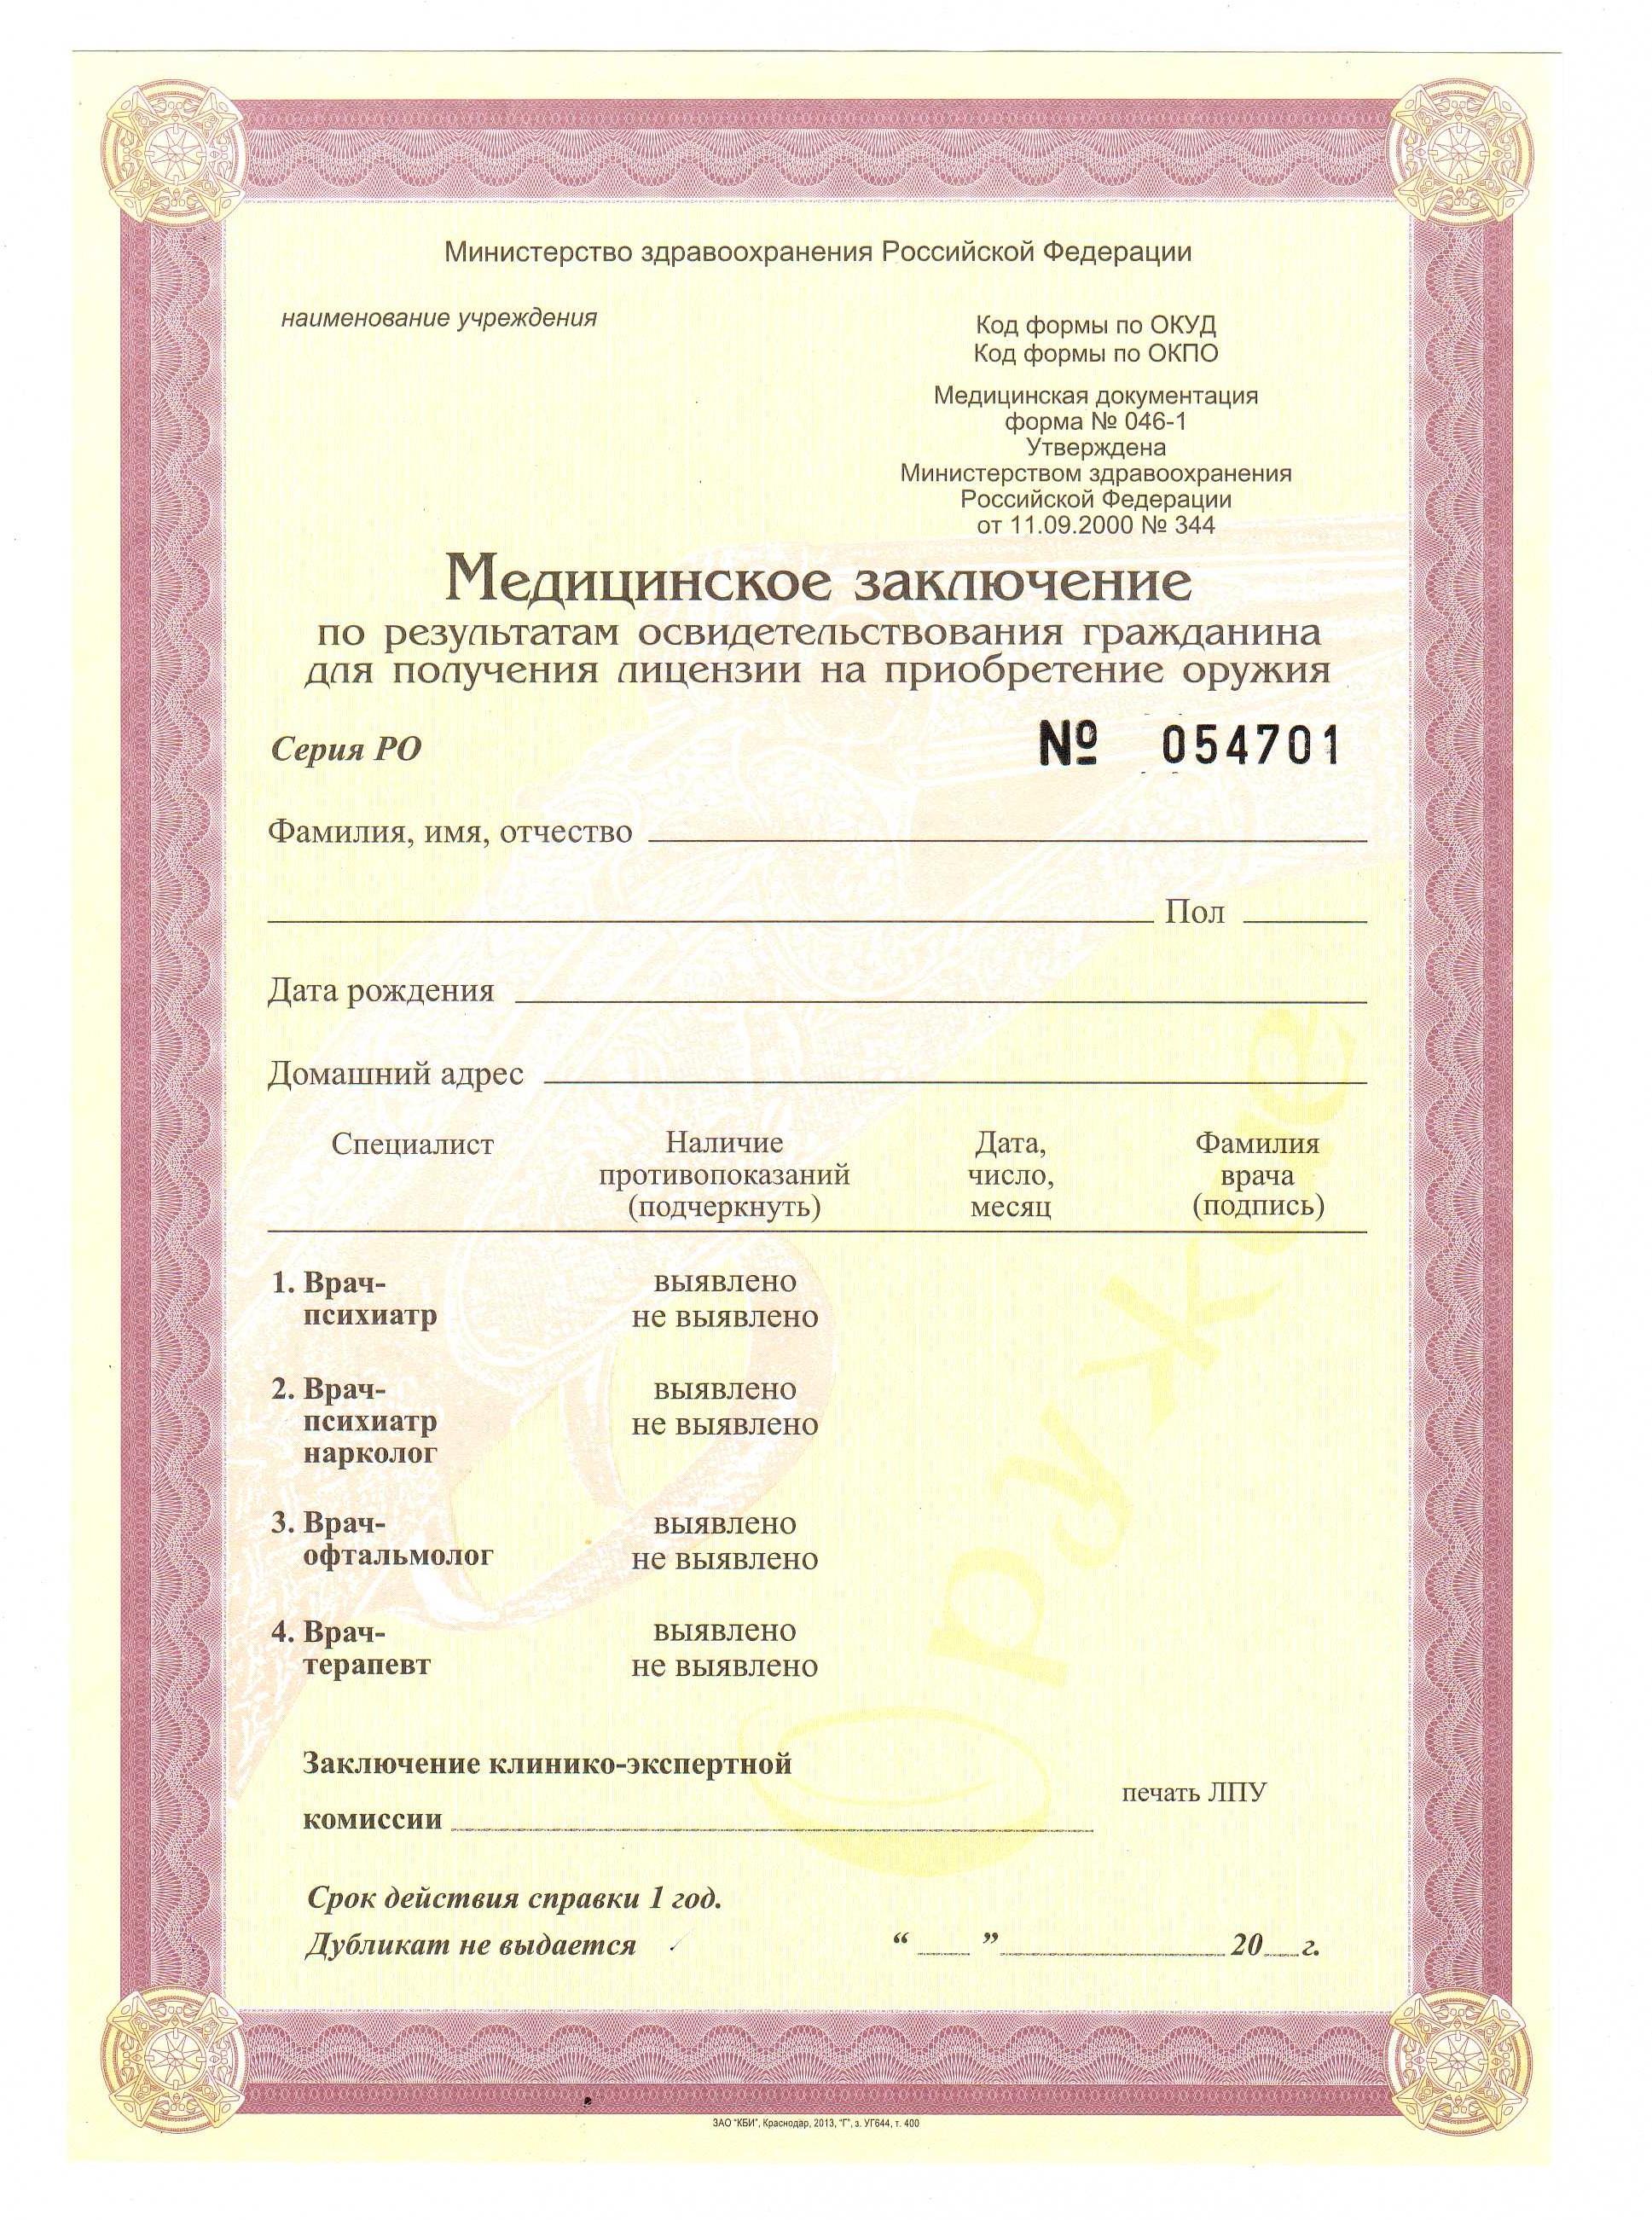 Министерство здравоохранения Российской Федерации
наименование учреждения
Код формы по ОКУД
Код формы по ОКПО
Медицинская документация
форма № 046-1
Утверждена
Министерством здравоохранения
Российской Федерации
от 11.09.2000 № 344
Медицинское заключение
по результатам освидетельствования гражданина
для получения лицензии на приобретение оружия
Серия РО № 054701
Фамилия, имя, отчество
Пол
Дата рождения
Домашний адрес
Специалист Наличие Дата, Фамилия
противопоказаний число, врача
(подчеркнуть) месяц (подпись)
1. Врач- выявлено
психиатр не выявлено
2. Врач- выявлено
психиатр не выявлено
нарколог
3. Врач- выявлено
офтальмолог не выявлено
4. Врач- выявлено
терапевт не выявлено
Оружие
Заключение клинико-экспертной
печать ЛПУ
комиссии
Срок действия справки 1 год.
Дубликат не выдается “ ___ ” ___ 20 ___ г.
ЗАО "КБИ", Краснодар, 2013, "Г", з. УГ644, т. 400